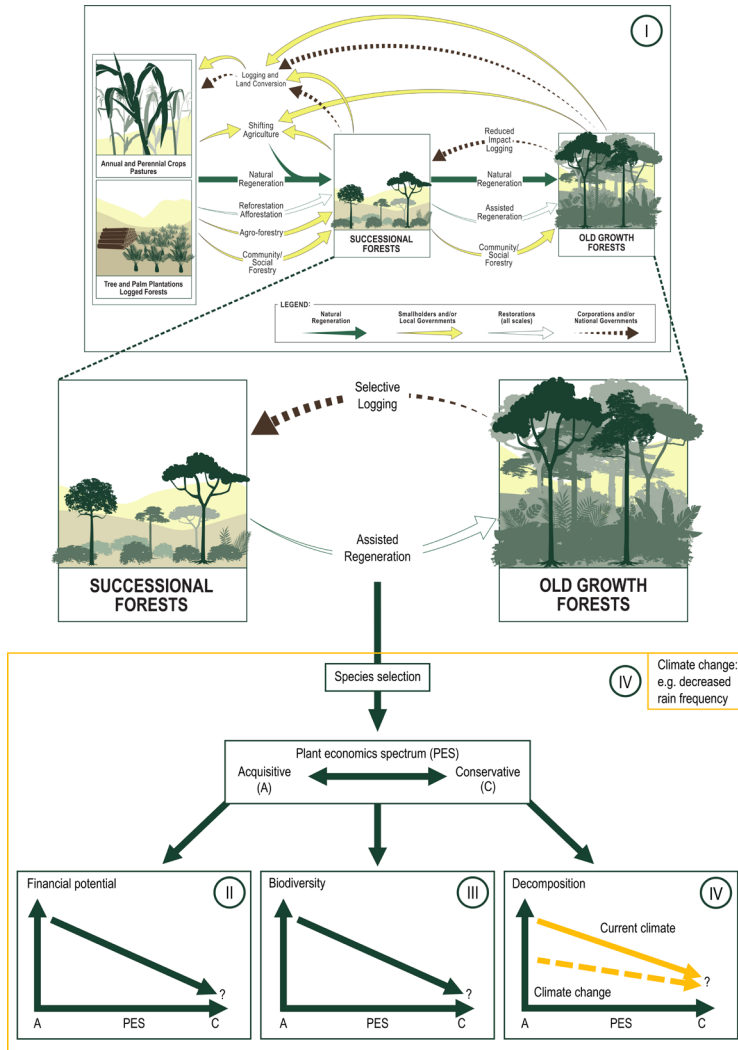 I
Logging and
Land Conversion
Shifting
Agriculture
Annual and Perennial Crops
Pastures
Reduced
Impact
Logging
Natural
Regeneration
Natural
Regeneration
Reforestation
Afforestation
Assisted
Regeneration
Agro-forestry
SUCCESSIONAL
FORESTS
OLD GROWTH
FORESTS
Community/
Social
Forestry
Community/
Social
Forestry
Tree and Palm Plantations
Logged Forests
LEGEND:
Natural
Regeneration
Smallholders and/or
Local Governments
Restorations
(all scales)
Corporations and/or
National Governments
Selective
Logging
Assisted
Regeneration
SUCCESSIONAL
FORESTS
OLD GROWTH
FORESTS
IV
Climate change:
e.g. decreased
rain frequency
Species selection
Plant economics spectrum (PES)
Acquisitive
(A)
Conservative
(C)
Financial potential
II
?
A
PES
C
Biodiversity
III
?
A
PES
C
Decomposition
IV
Current climate
?
Climate change
A
PES
C